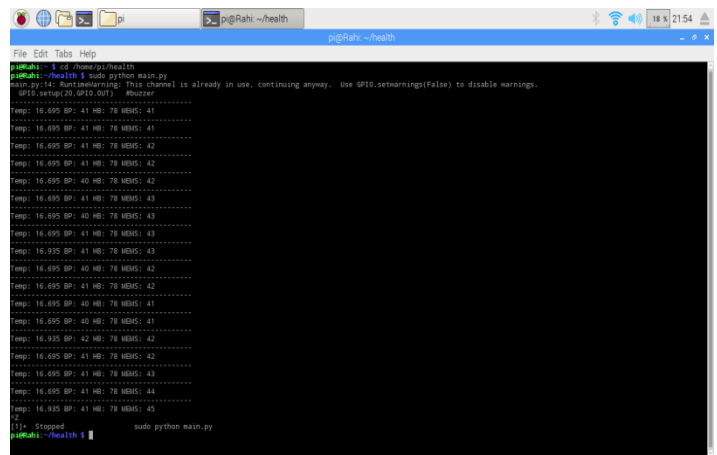 pi
pi@Rahi: ~/health
18 %
21:54
pi@Rahi: ~/health
File Edit Tabs Help
pi@Rahi:~ $ cd /home/pi/health
pi@Rahi:~/health $ sudo python main.py
main.py:14: RuntimeWarning: This channel is already in use, continuing anyway.  Use GPIO.setwarnings(False) to disable warnings.
  GPIO.setup(20,GPIO.OUT)   #buzzer
--------------------------------------------
Temp: 16.695 BP: 41 HB: 78 MEMS: 41
--------------------------------------------
Temp: 16.695 BP: 41 HB: 78 MEMS: 41
--------------------------------------------
Temp: 16.695 BP: 41 HB: 78 MEMS: 42
--------------------------------------------
Temp: 16.695 BP: 41 HB: 78 MEMS: 42
--------------------------------------------
Temp: 16.695 BP: 40 HB: 78 MEMS: 42
--------------------------------------------
Temp: 16.695 BP: 41 HB: 78 MEMS: 43
--------------------------------------------
Temp: 16.695 BP: 40 HB: 78 MEMS: 43
--------------------------------------------
Temp: 16.695 BP: 41 HB: 78 MEMS: 43
--------------------------------------------
Temp: 16.935 BP: 41 HB: 78 MEMS: 43
--------------------------------------------
Temp: 16.695 BP: 40 HB: 78 MEMS: 42
--------------------------------------------
Temp: 16.695 BP: 41 HB: 78 MEMS: 42
--------------------------------------------
Temp: 16.695 BP: 40 HB: 78 MEMS: 41
--------------------------------------------
Temp: 16.695 BP: 40 HB: 78 MEMS: 41
--------------------------------------------
Temp: 16.935 BP: 42 HB: 78 MEMS: 42
--------------------------------------------
Temp: 16.695 BP: 41 HB: 78 MEMS: 42
--------------------------------------------
Temp: 16.695 BP: 41 HB: 78 MEMS: 43
--------------------------------------------
Temp: 16.695 BP: 41 HB: 78 MEMS: 44
--------------------------------------------
Temp: 16.935 BP: 41 HB: 78 MEMS: 45
^Z
[1]+  Stopped                 sudo python main.py
pi@Rahi:~/health $